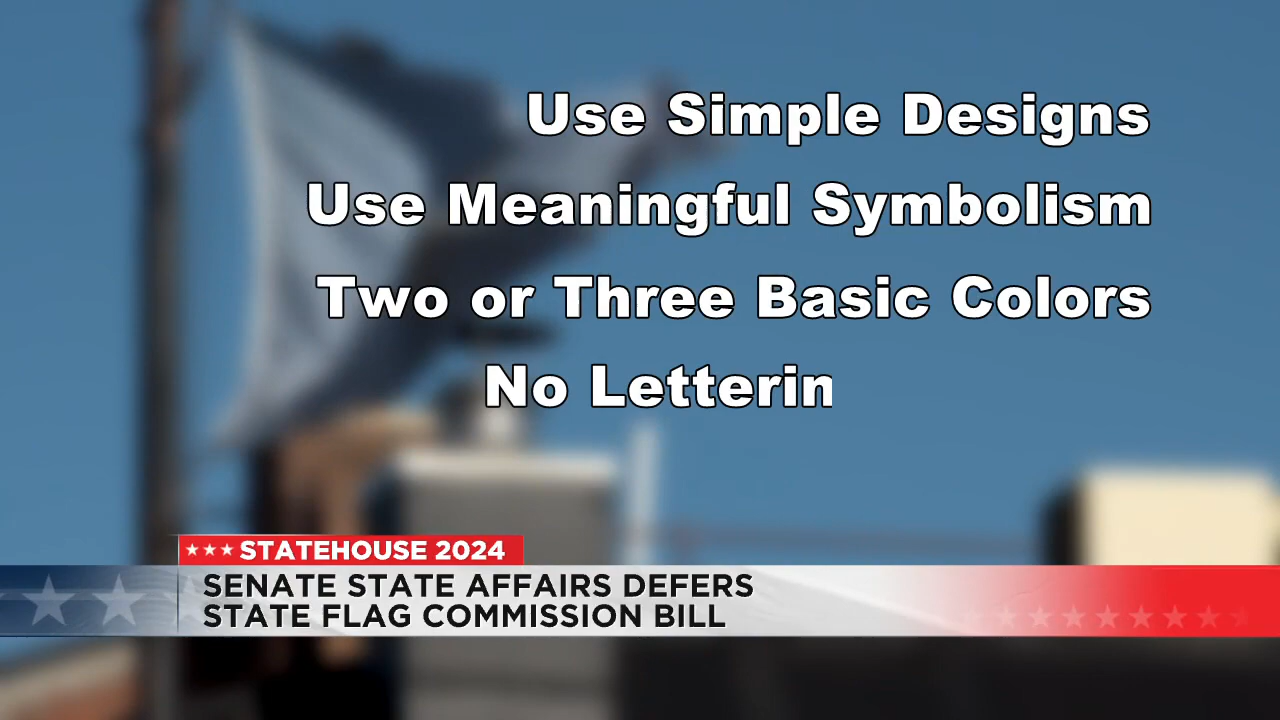 Use Simple Designs
Use Meaningful Symbolism
Two or Three Basic Colors
No Letterin
STATEHOUSE 2024
SENATE STATE AFFAIRS DEFERS
STATE FLAG COMMISSION BILL